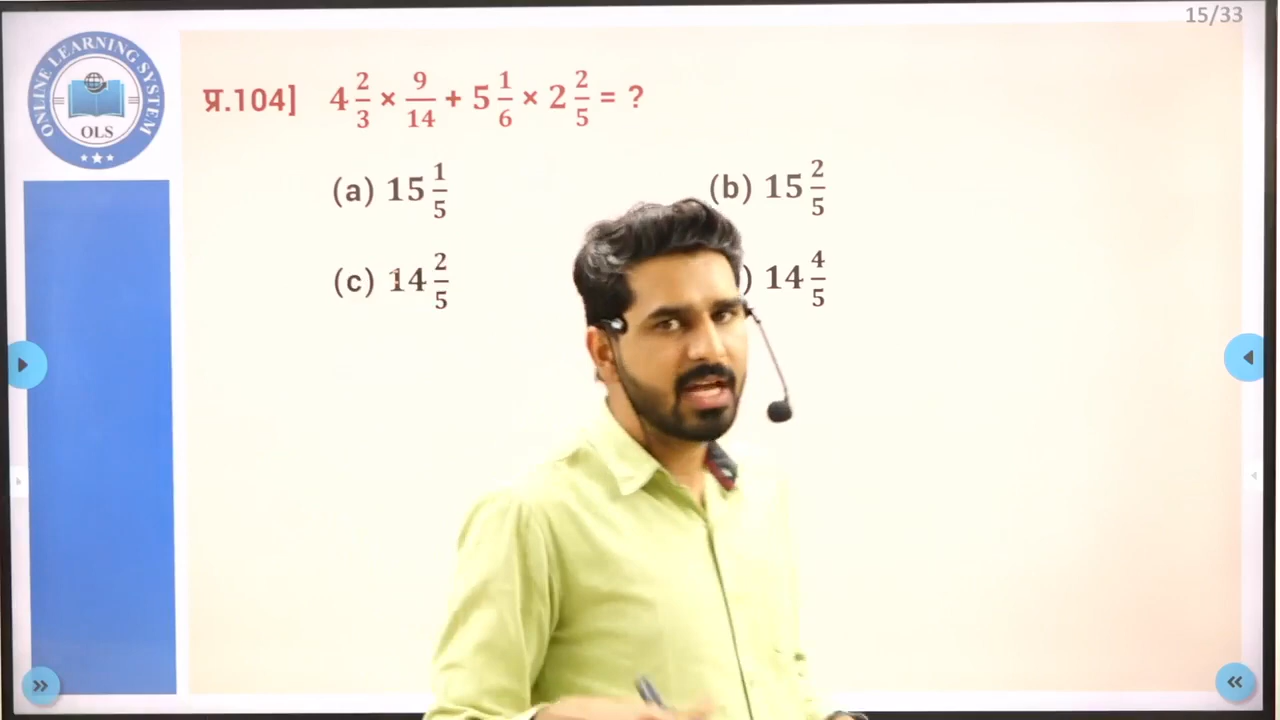 15/33
ONLINE LEARNING SYSTEM
OLS
प्र.104] 4 2/3 × 9/14 + 5 1/6 × 2 2/5 = ?
(a) 15 1/5 (b) 15 2/5
(c) 14 2/5 ) 14 4/5